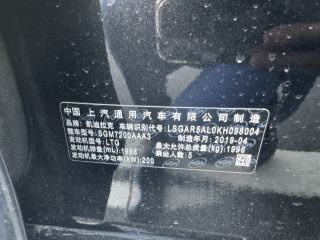 中国 上汽通用汽车有限公司制造
品牌:凯迪拉克 车辆识别代号:LSGAR5AL0KH098004
整车型号:SGM7200AAA3 制造年月:2019-04
发动机型号:LTG
发动机排量(mL):1998 最大允许总质量(kg):1996
发动机最大净功率(kW):200 乘坐人数:5